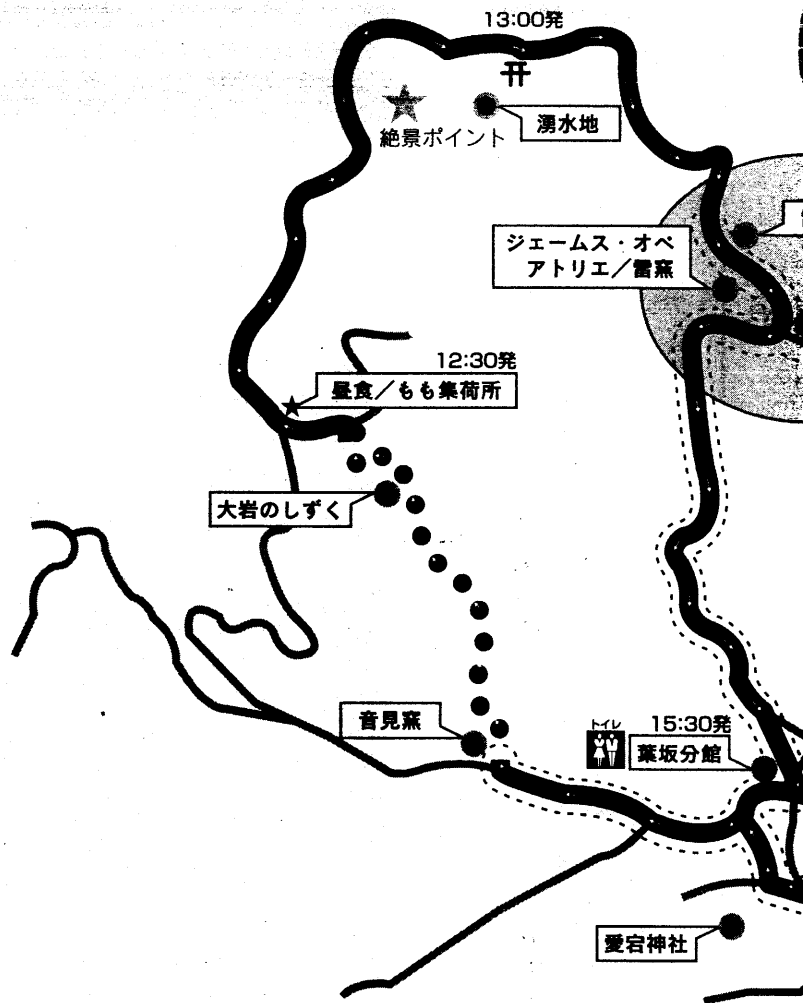 13:00発
絶景ポイント
湧水地
ジェームス・オペ
アトリエ/雷窯
12:30発
昼食/もも集荷所
大岩のしずく
音見窯
トイレ
15:30発
葉坂分館
愛宕神社